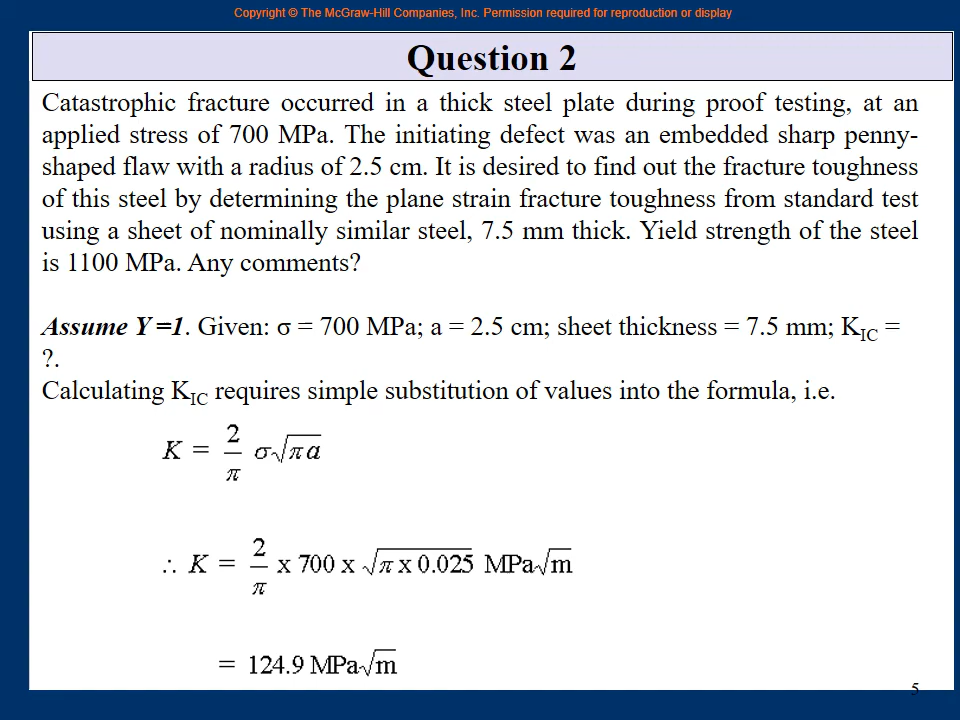 Copyright © The McGraw-Hill Companies, Inc. Permission required for reproduction or display
Question 2
Catastrophic fracture occurred in a thick steel plate during proof testing, at an
applied stress of 700 MPa. The initiating defect was an embedded sharp penny-
shaped flaw with a radius of 2.5 cm. It is desired to find out the fracture toughness
of this steel by determining the plane strain fracture toughness from standard test
using a sheet of nominally similar steel, 7.5 mm thick. Yield strength of the steel
is 1100 MPa. Any comments?
Assume Y =1. Given: σ = 700 MPa; a = 2.5 cm; sheet thickness = 7.5 mm; K_IC =
?.
Calculating K_IC requires simple substitution of values into the formula, i.e.
K = 2/π σ√(π a)
∴ K = 2/π x 700 x √(π x 0.025) MPa√m
= 124.9 MPa√m
5